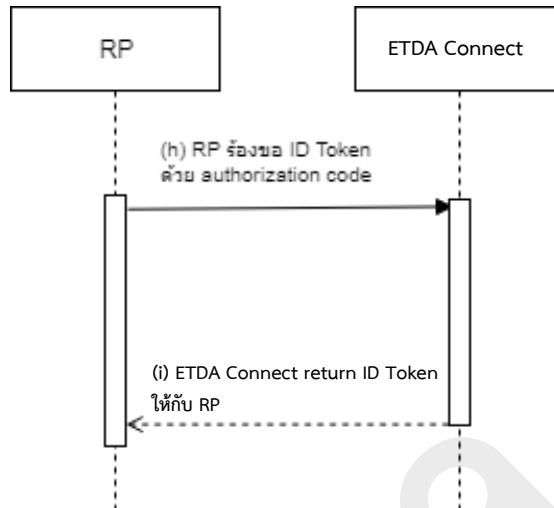 RP
ETDA Connect
(h) RP ร้องขอ ID Token
ด้วย authorization code
(i) ETDA Connect return ID Token
ให้กับ RP